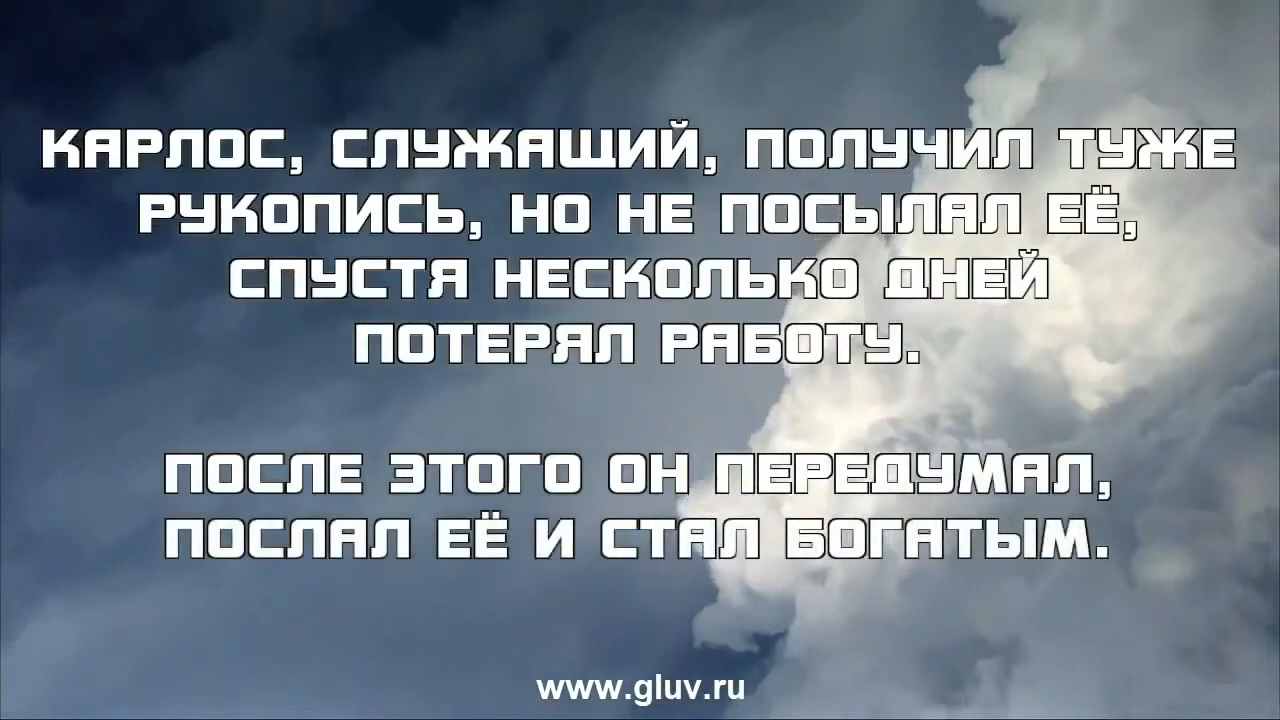 КАРЛОС, СЛУЖАЩИЙ, ПОЛУЧИЛ ТУЖЕ
РУКОПИСЬ, НО НЕ ПОСЫЛАЛ ЕЁ,
СПУСТЯ НЕСКОЛЬКО ДНЕЙ
ПОТЕРЯЛ РАБОТУ.
ПОСЛЕ ЭТОГО ОН ПЕРЕДУМАЛ,
ПОСЛАЛ ЕЁ И СТАЛ БОГАТЫМ.
www.gluv.ru